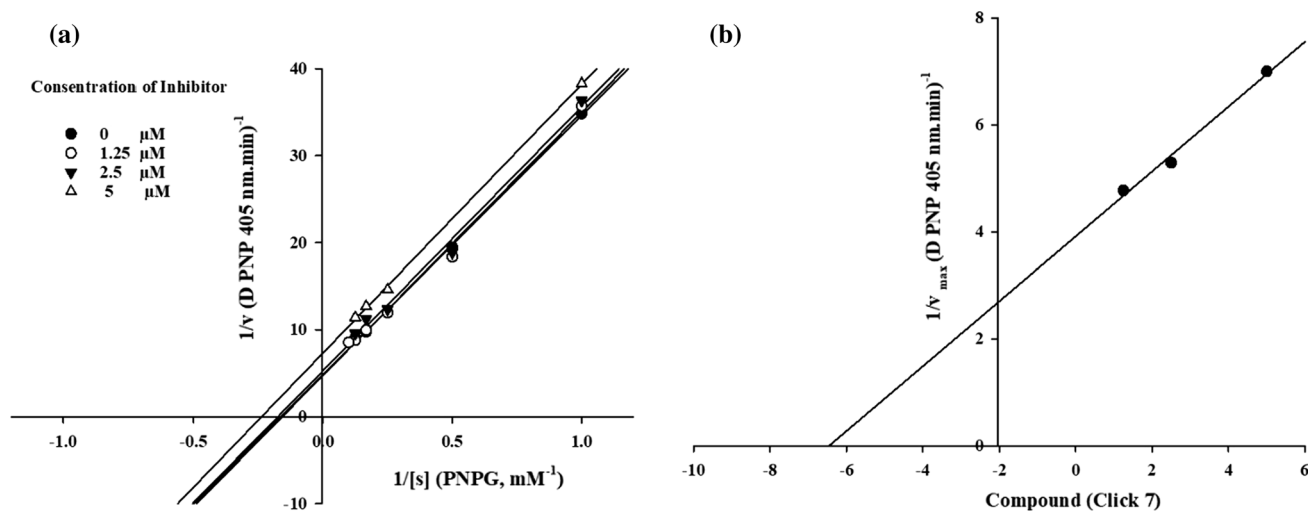 (a)
Consentration of Inhibitor
0 µM
1.25 µM
2.5 µM
5 µM
1/v (D PNP 405 nm.min)⁻¹
40
30
20
10
0
-10
-1.0
-0.5
0.0
0.5
1.0
1/[s] (PNPG, mM⁻¹)
(b)
1/v max (D PNP 405 nm.min)⁻¹
8
6
4
2
0
-10
-8
-6
-4
-2
0
2
4
6
Compound (Click 7)